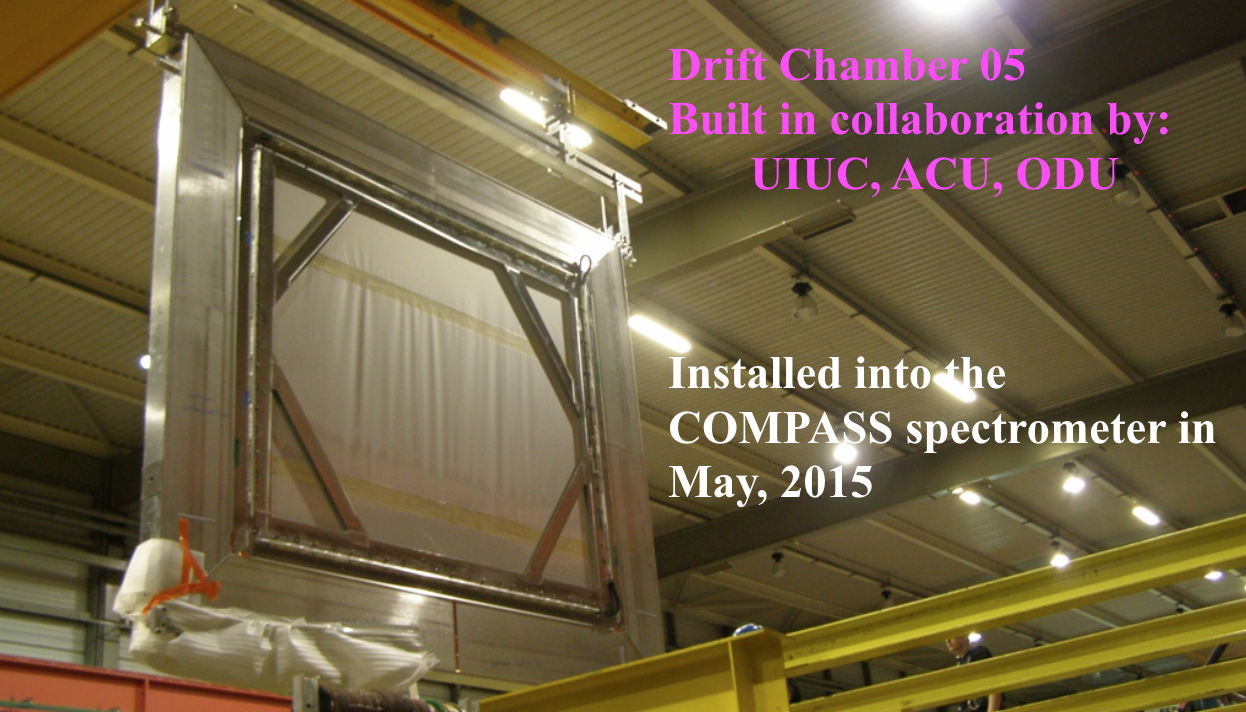 Drift Chamber 05
Built in collaboration by:
UIUC, ACU, ODU
Installed into the
COMPASS spectrometer in
May, 2015